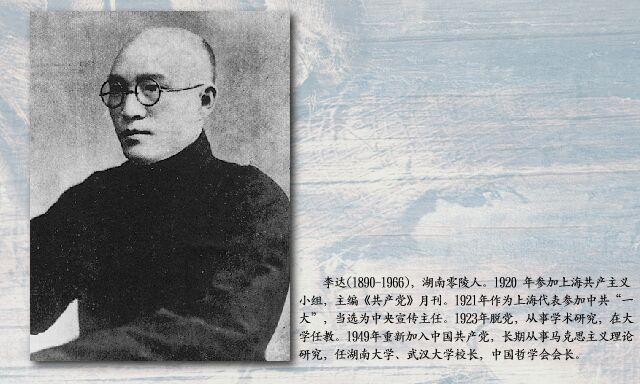 李达(1890-1966)，湖南零陵人。1920 年参加上海共产主义
小组，主编《共产党》月刊。1921年作为上海代表参加中共“一
大”，当选为中央宣传主任。1923年脱党，从事学术研究，在大
学任教。1949年重新加入中国共产党，长期从事马克思主义理论
研究，任湖南大学、武汉大学校长，中国哲学会会长。